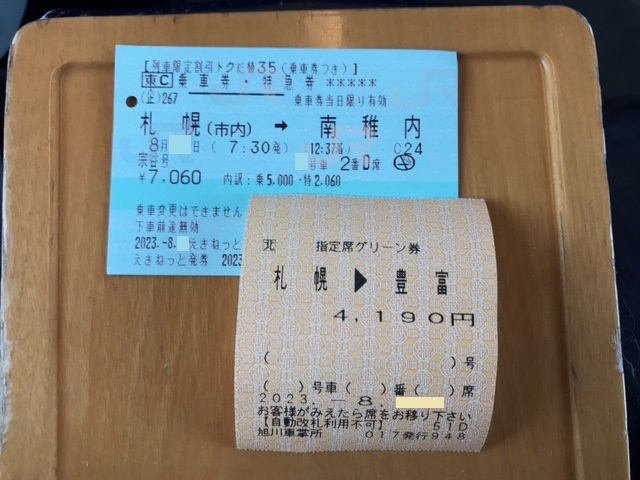 【列車限定割引トクだ値35(乗車券つき)】
東C 乗車券・特急券 *****
(企)267 乗車券当日限り有効
札幌(市内) → 南稚内
8月 日( 7:30発) (12:37着) C24
宗谷号 号車 2番D席
¥7,060 内訳:乗5,000・特2,060
乗車変更はできません
下車前途無効
2023.-8. えきねっと
えきねっと発券 2023
北 指定席グリーン券
札幌 ▶ 豊富
4,190円
( )号
( )号車( )番( )席
2023.-8.
お客様がみえたら席をお移り下さい
【自動改札利用不可】 51D
旭川車掌所 017発行948